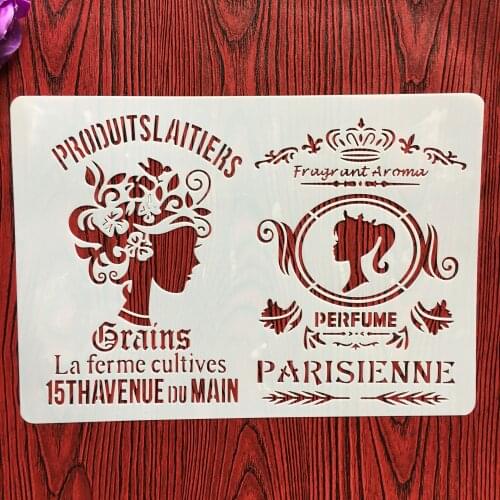 PRODUITSLAITIERS
Grains
La ferme cultives
15THAVENUE DU MAIN
Fragrant Aroma
PERFUME
PARISIENNE